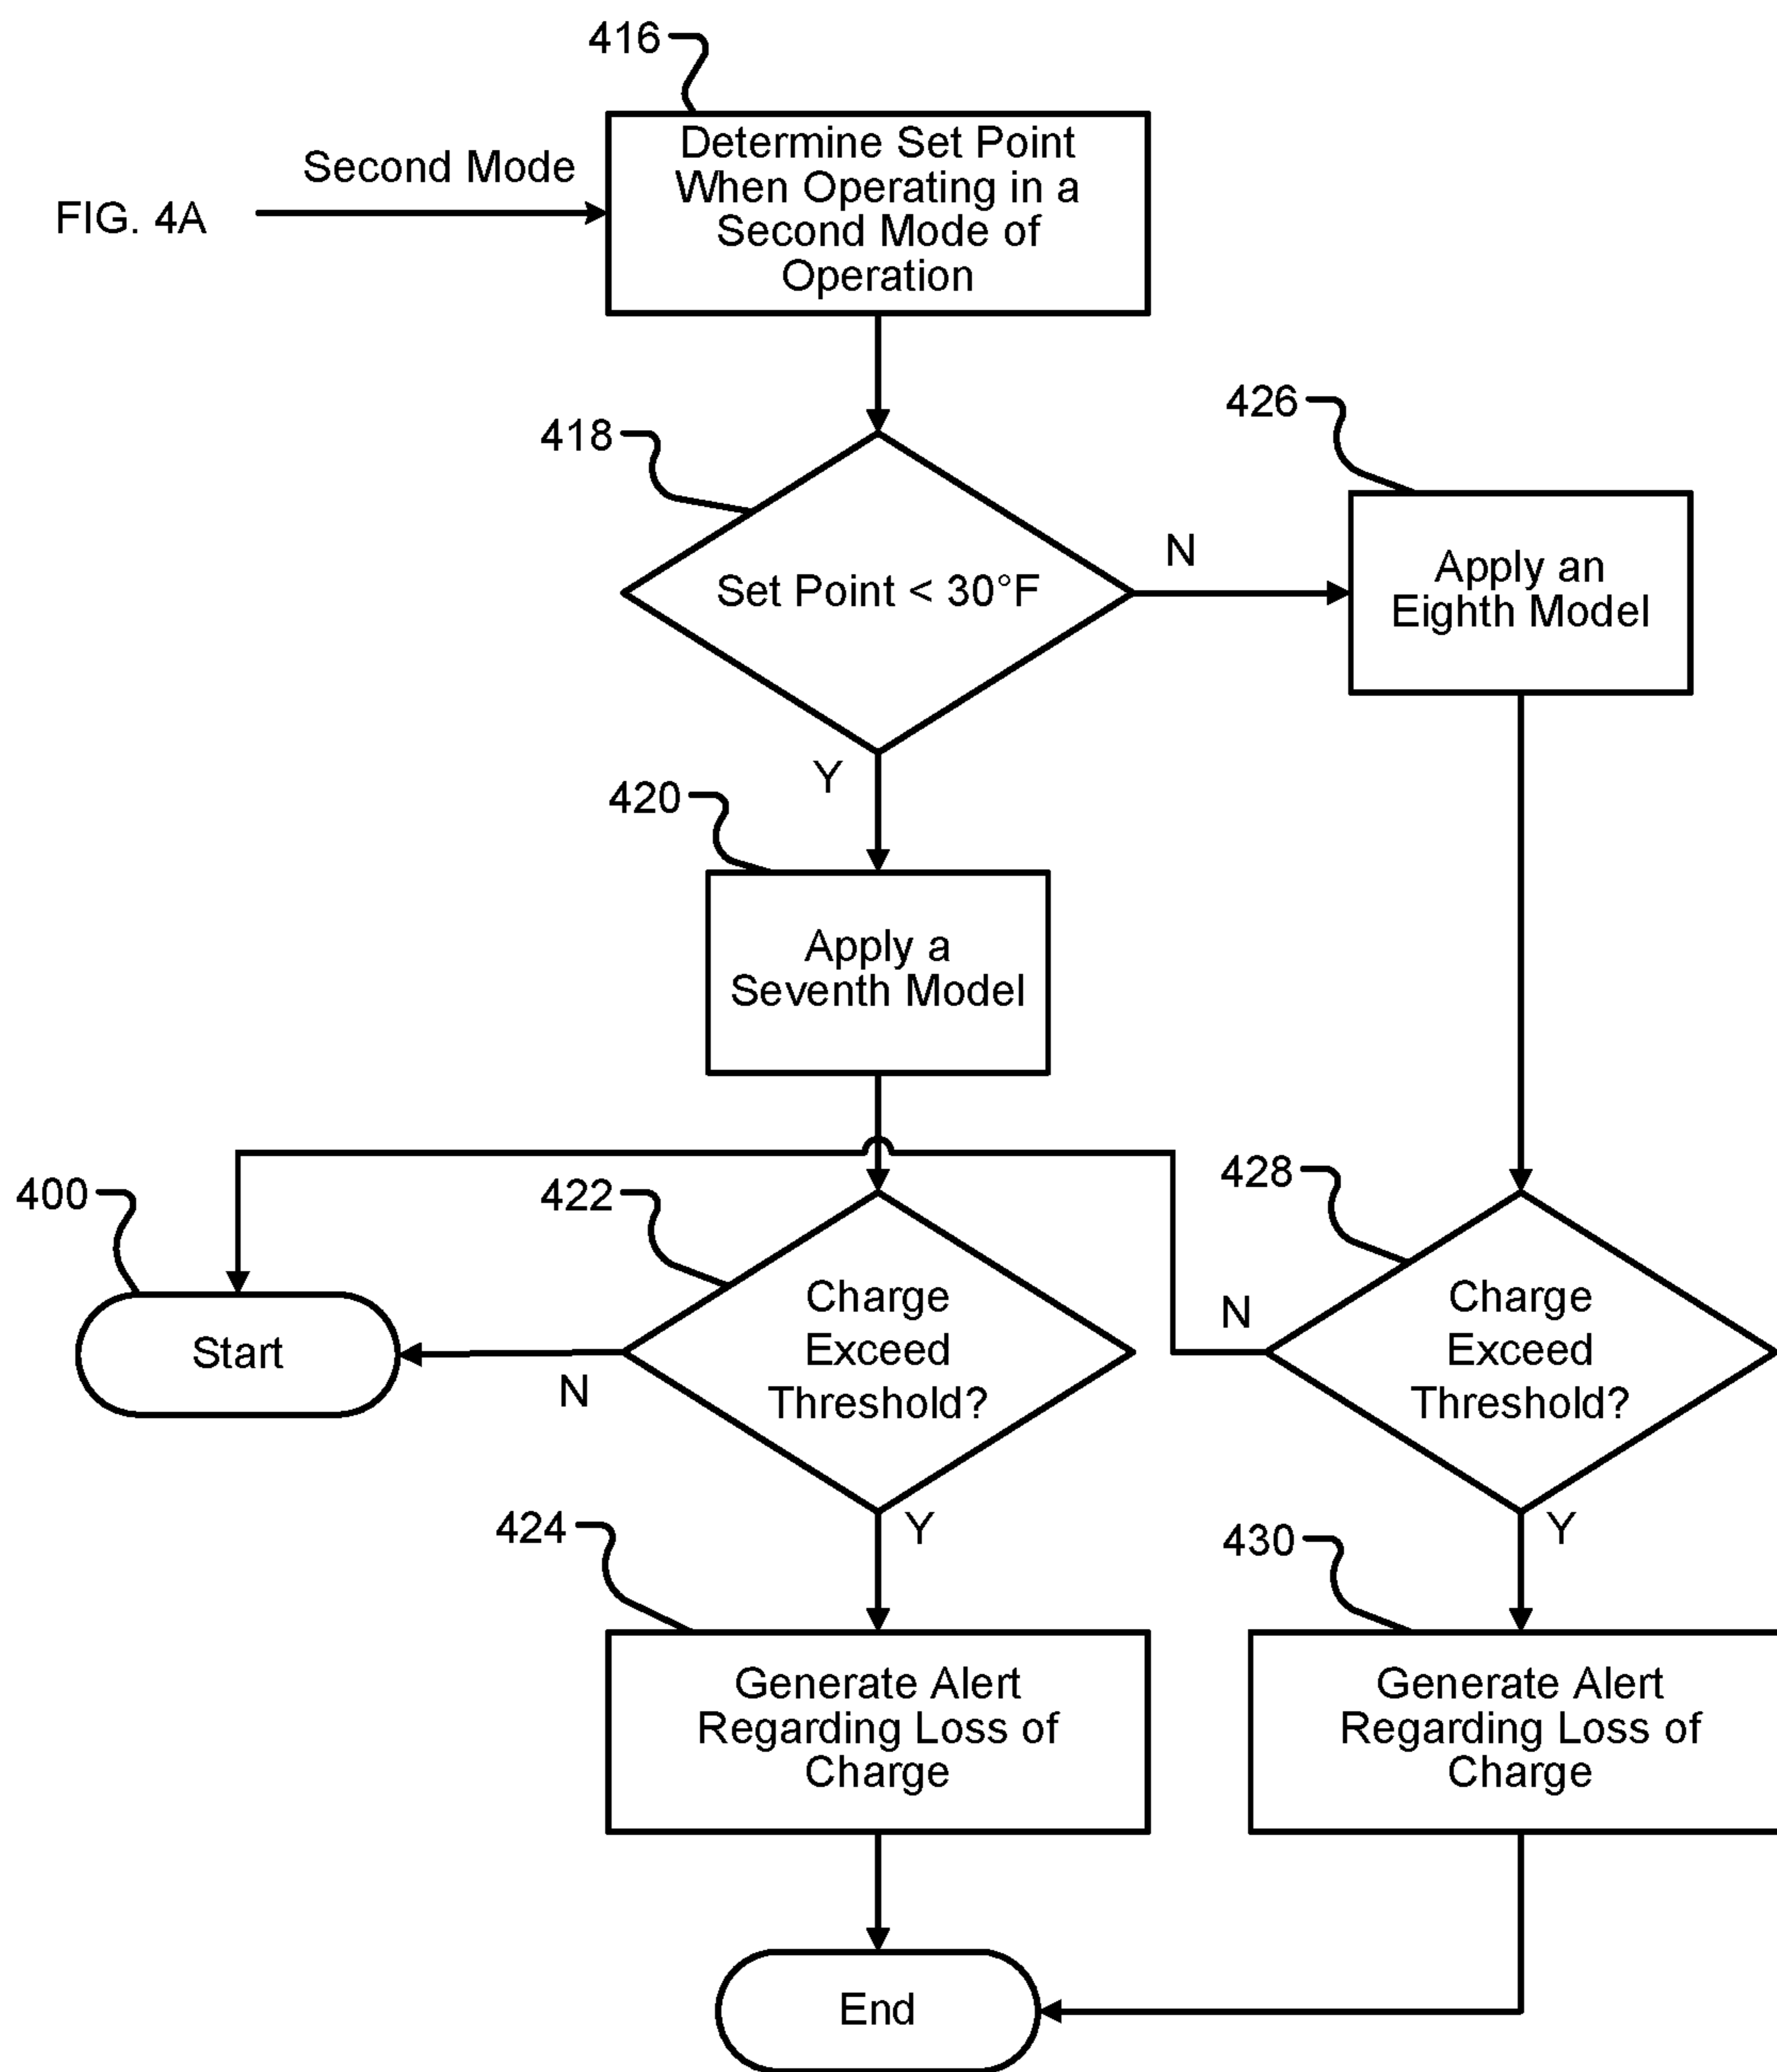 416
Determine Set Point
When Operating in a
Second Mode of
Operation
Second Mode
FIG. 4A
418
Set Point < 30°F
N
426
Apply an
Eighth Model
Y
420
Apply a
Seventh Model
400
Start
422
Charge
Exceed
Threshold?
N
428
Charge
Exceed
Threshold?
N
424
Y
Generate Alert
Regarding Loss of
Charge
430
Y
Generate Alert
Regarding Loss of
Charge
End